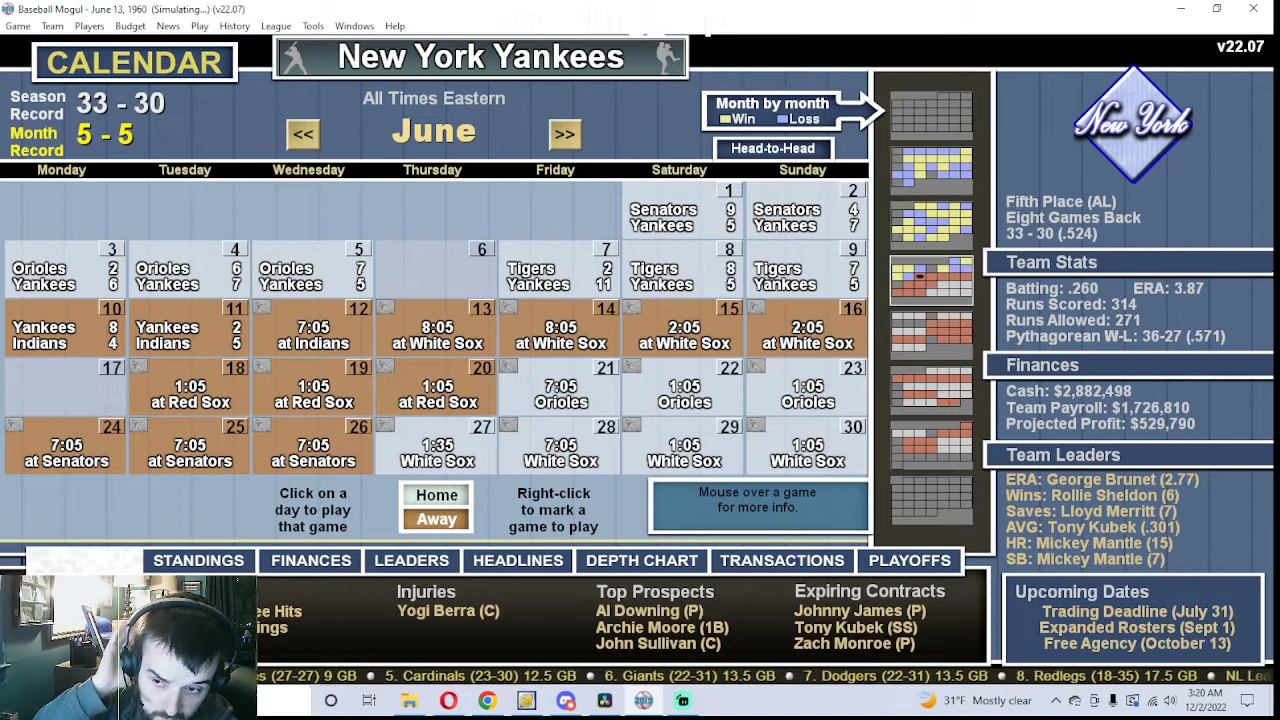 Baseball Mogul - June 13, 1960 (Simulating...) (v22.07)
Game Team Players Budget News Play History League Tools Windows Help
CALENDAR
New York Yankees
v22.07
Season Record 33 - 30
Month Record 5 - 5
All Times Eastern
<< June >>
Month by month
Win Loss
Head-to-Head
Monday Tuesday Wednesday Thursday Friday Saturday Sunday
1 2
Senators 9 Senators 4
Yankees 5 Yankees 7
3 4 5 6 7 8 9
Orioles 2 Orioles 6 Orioles 7 Tigers 2 Tigers 8 Tigers 7
Yankees 6 Yankees 7 Yankees 5 Yankees 11 Yankees 5 Yankees 5
10 11 12 13 14 15 16
Yankees 8 Yankees 2 7:05 8:05 8:05 2:05 2:05
Indians 4 Indians 5 at Indians at White Sox at White Sox at White Sox at White Sox
17 18 19 20 21 22 23
1:05 1:05 1:05 7:05 1:05 1:05
at Red Sox at Red Sox at Red Sox Orioles Orioles Orioles
24 25 26 27 28 29 30
7:05 7:05 7:05 1:35 7:05 1:05 1:05
at Senators at Senators at Senators White Sox White Sox White Sox White Sox
Click on a
day to play
that game
Home
Away
Right-click
to mark a
game to play
Mouse over a game
for more info.
New York
Fifth Place (AL)
Eight Games Back
33 - 30 (.524)
Team Stats
Batting: .260 ERA: 3.87
Runs Scored: 314
Runs Allowed: 271
Pythagorean W-L: 36-27 (.571)
Finances
Cash: $2,882,498
Team Payroll: $1,726,810
Projected Profit: $529,790
Team Leaders
ERA: George Brunet (2.77)
Wins: Rollie Sheldon (6)
Saves: Lloyd Merritt (7)
AVG: Tony Kubek (.301)
HR: Mickey Mantle (15)
SB: Mickey Mantle (7)
Upcoming Dates
Trading Deadline (July 31)
Expanded Rosters (Sept 1)
Free Agency (October 13)
STANDINGS FINANCES LEADERS HEADLINES DEPTH CHART TRANSACTIONS PLAYOFFS
ee Hits
ngs
Injuries
Yogi Berra (C)
Top Prospects
Al Downing (P)
Archie Moore (1B)
John Sullivan (C)
Expiring Contracts
Johnny James (P)
Tony Kubek (SS)
Zach Monroe (P)
(27-27) 9 GB • 5. Cardinals (23-30) 12.5 GB • 6. Giants (22-31) 13.5 GB • 7. Dodgers (22-31) 13.5 GB • 8. Redlegs (18-35) 17.5 GB • NL Lea
31°F Mostly clear
3:20 AM
12/2/2022